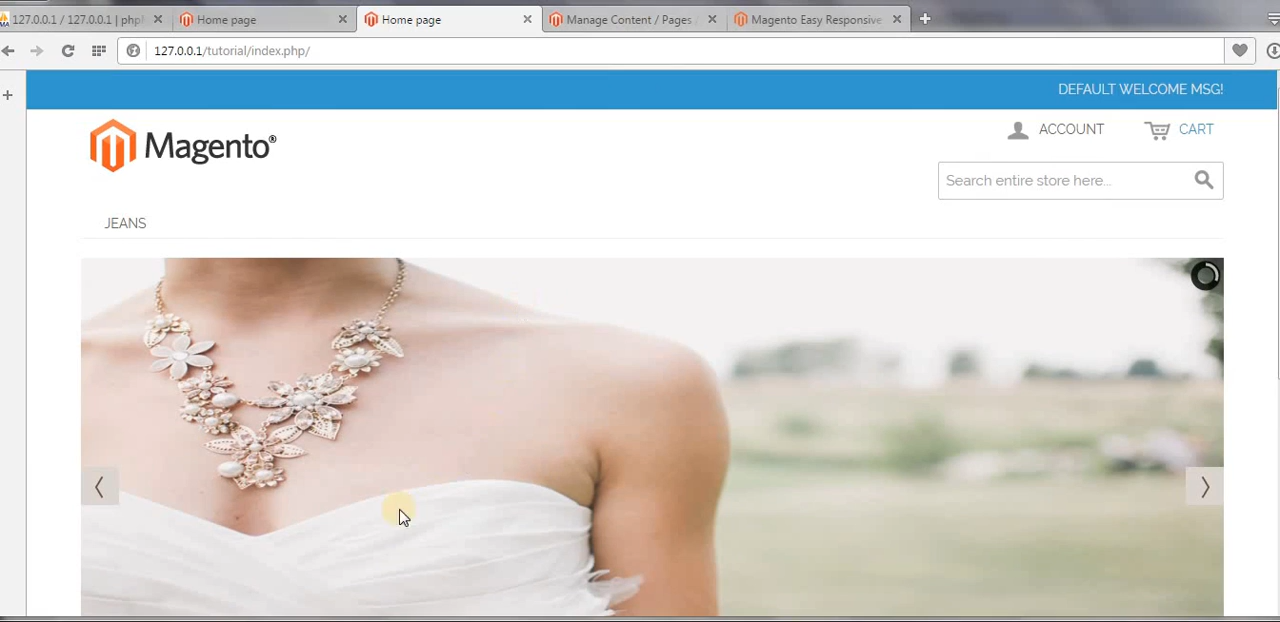 127.0.0.1 / 127.0.0.1 | php
Home page
Home page
Manage Content / Pages
Magento Easy Responsive
127.0.0.1/tutorial/index.php/
DEFAULT WELCOME MSG!
Magento®
ACCOUNT
CART
Search entire store here...
JEANS